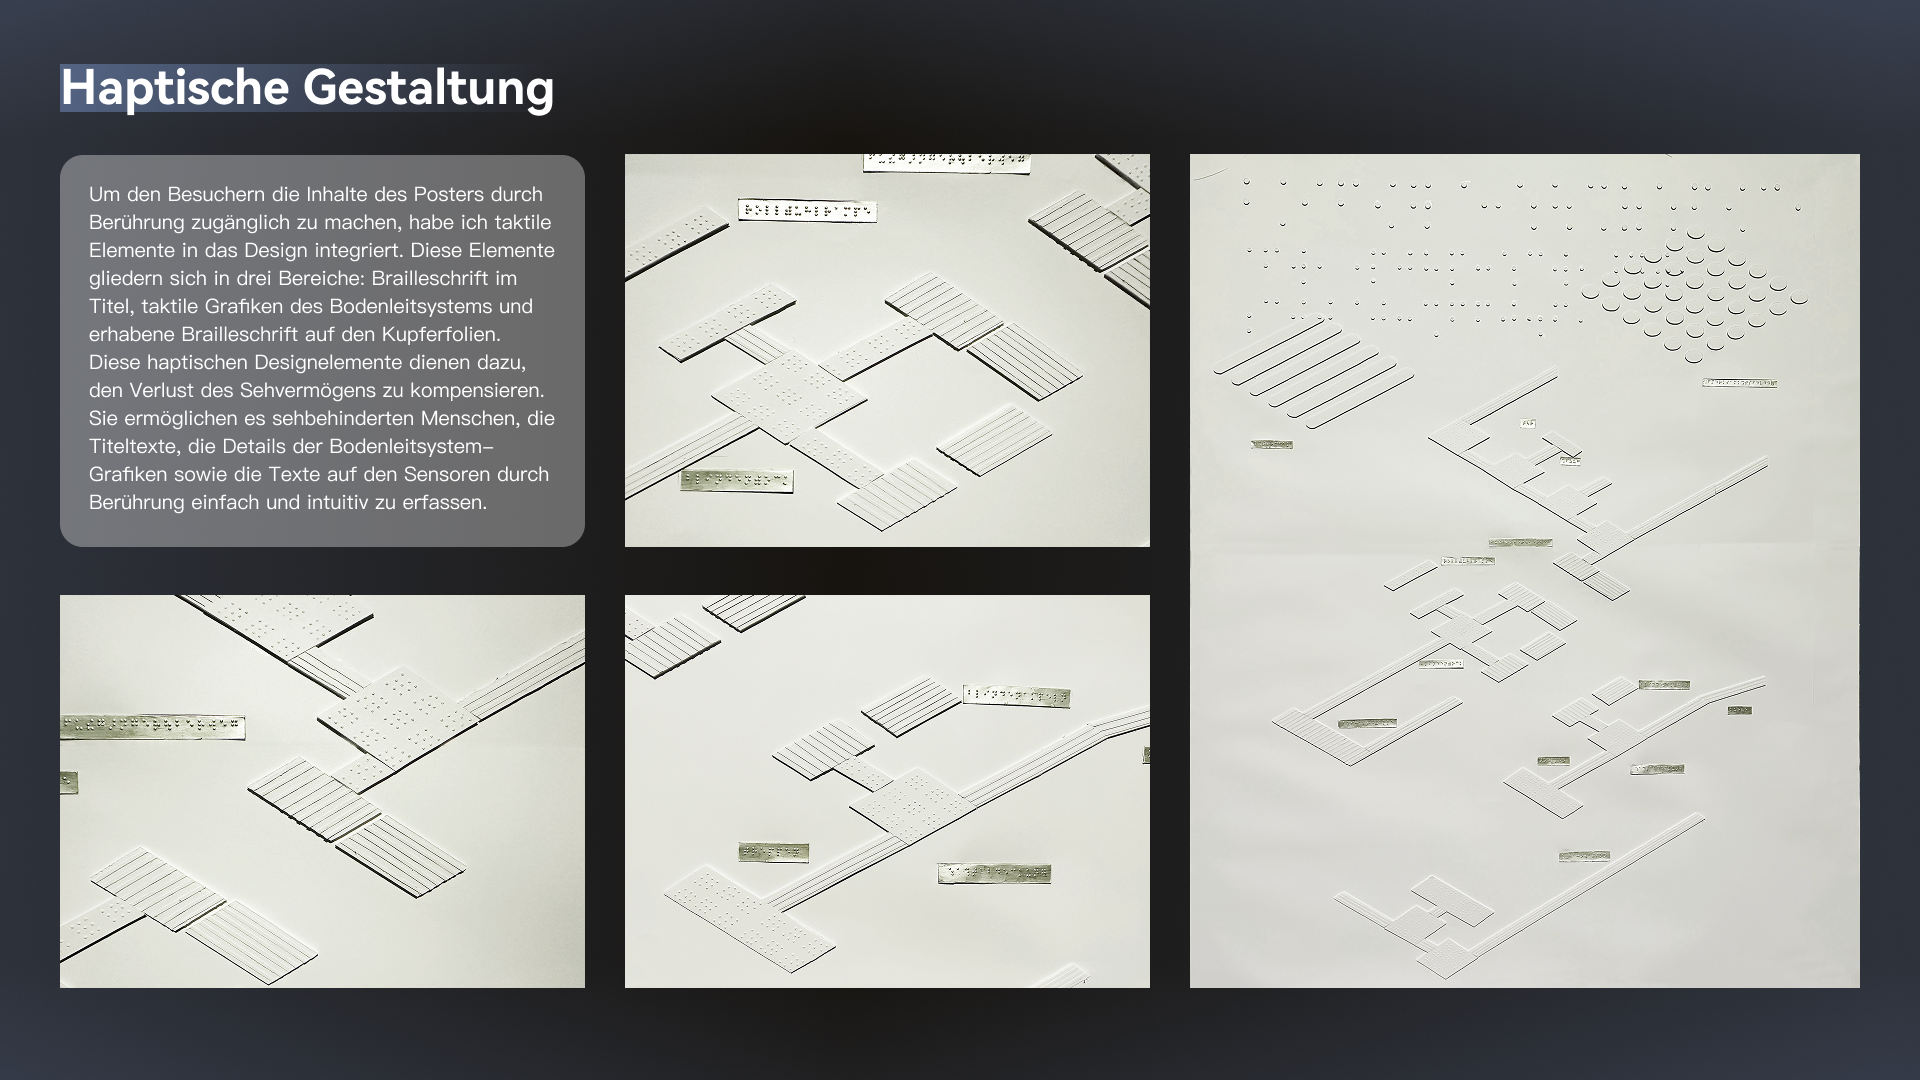 Haptische Gestaltung
Um den Besuchern die Inhalte des Posters durch
Berührung zugänglich zu machen, habe ich taktile
Elemente in das Design integriert. Diese Elemente
gliedern sich in drei Bereiche: Brailleschrift im
Titel, taktile Grafiken des Bodenleitsystems und
erhabene Brailleschrift auf den Kupferfolien.
Diese haptischen Designelemente dienen dazu,
den Verlust des Sehvermögens zu kompensieren.
Sie ermöglichen es sehbehinderten Menschen, die
Titeltexte, die Details der Bodenleitsystem-
Grafiken sowie die Texte auf den Sensoren durch
Berührung einfach und intuitiv zu erfassen.